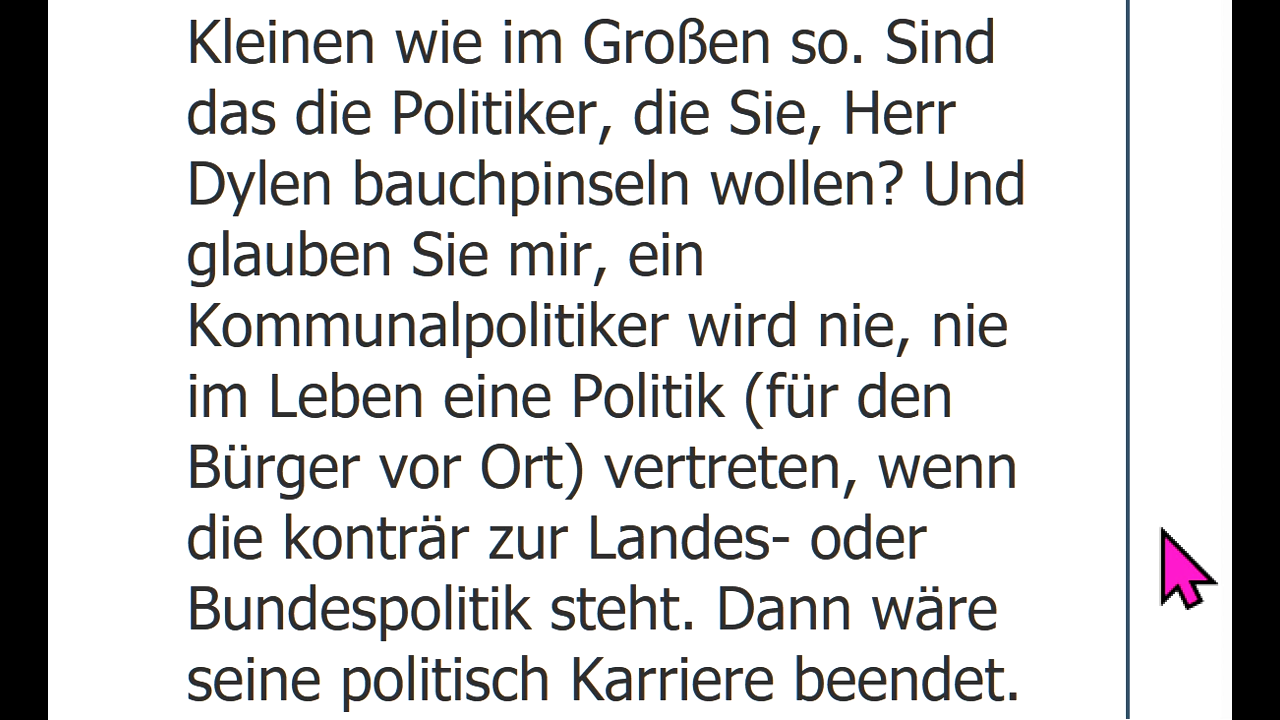 Kleinen wie im Großen so. Sind
das die Politiker, die Sie, Herr
Dylen bauchpinseln wollen? Und
glauben Sie mir, ein
Kommunalpolitiker wird nie, nie
im Leben eine Politik (für den
Bürger vor Ort) vertreten, wenn
die konträr zur Landes- oder
Bundespolitik steht. Dann wäre
seine politisch Karriere beendet.